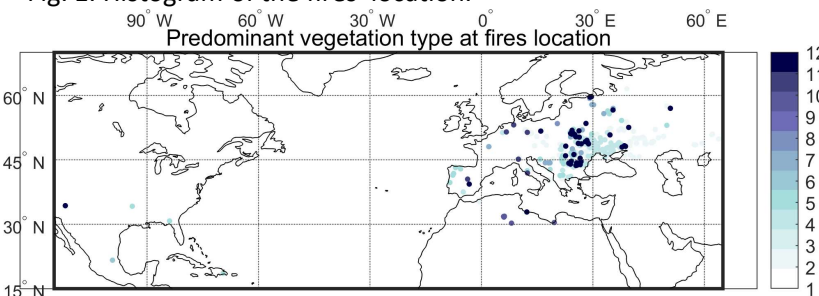 Fig. 2. Histogram of the fires' location.
90° W 60° W 30° W 0° 30° E 60° E
Predominant vegetation type at fires location
60° N
45° N
30° N
15° N
12
11
10
9
8
7
6
5
4
3
2
1